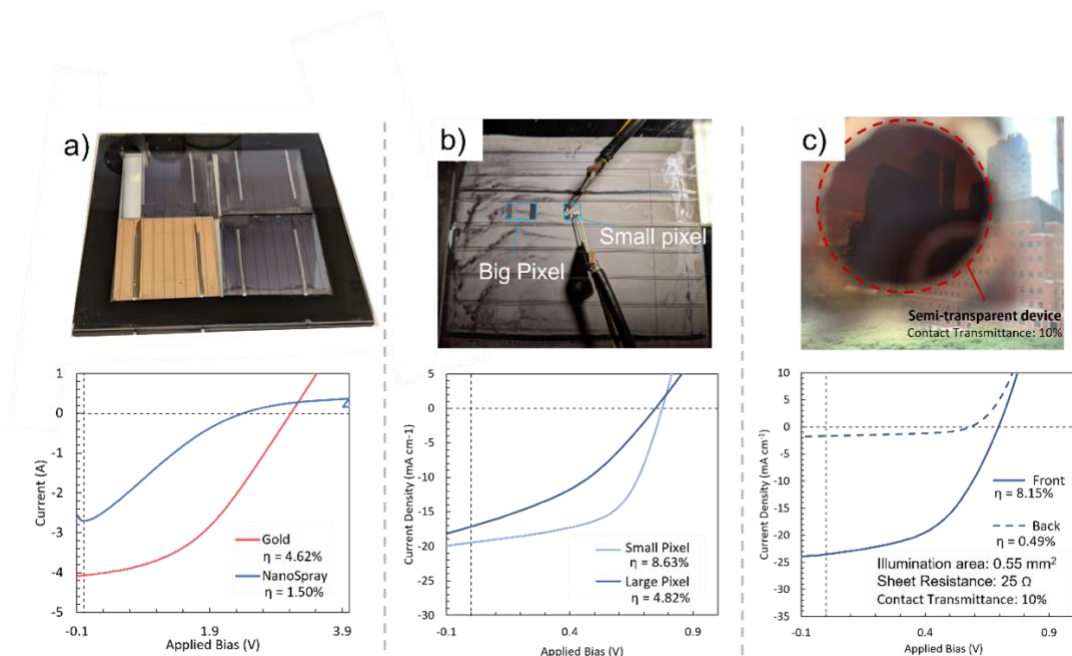 a)
b)
Small pixel
Big Pixel
c)
Semi-transparent device
Contact Transmittance: 10%
1
0
-1
-2
-3
-4
-5
Current (A)
-0.1
1.9
3.9
Applied Bias (V)
Gold
η = 4.62%
NanoSpray
η = 1.50%
5
0
-5
-10
-15
-20
-25
-30
Current Density (mA cm-1)
-0.1
0.4
0.9
Applied Bias (V)
Small Pixel
η = 8.63%
Large Pixel
η = 4.82%
10
5
0
-5
-10
-15
-20
-25
-30
-35
Current Density (mA cm⁻¹)
-0.1
0.4
0.9
Applied Bias (V)
Front
η = 8.15%
Back
η = 0.49%
Illumination area: 0.55 mm²
Sheet Resistance: 25 Ω
Contact Transmittance: 10%